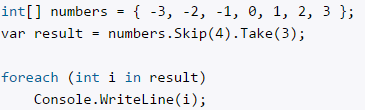 int[] numbers = { -3, -2, -1, 0, 1, 2, 3 };
var result = numbers.Skip(4).Take(3);
foreach (int i in result)
Console.WriteLine(i);